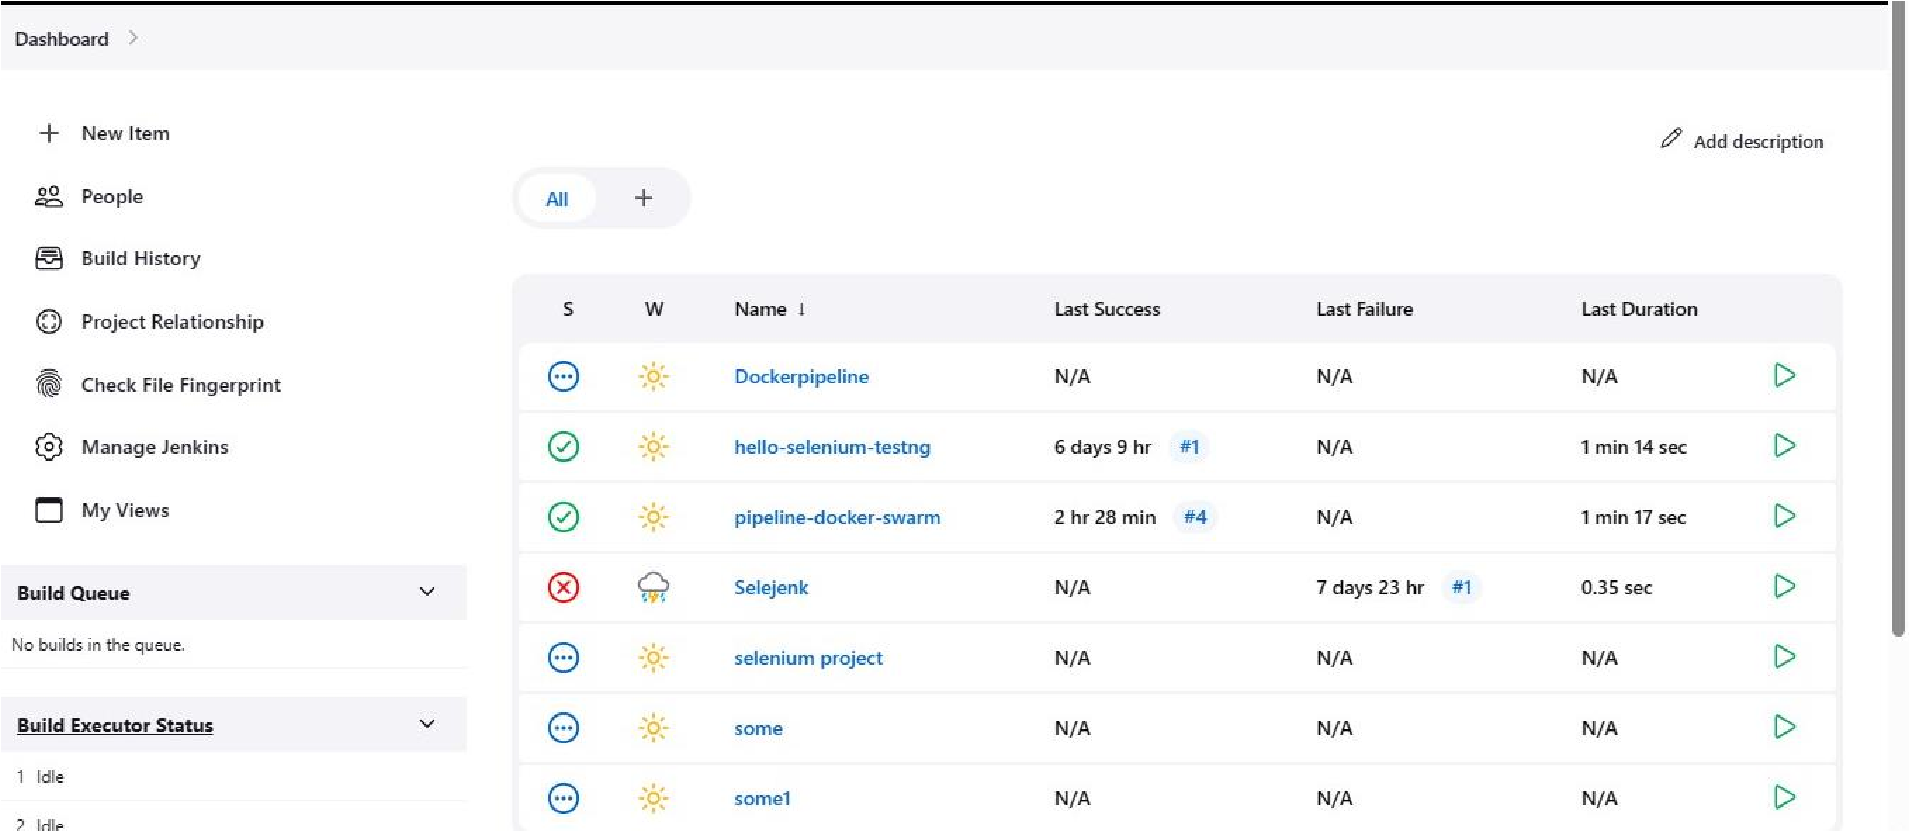 Dashboard
New Item
People
Build History
Project Relationship
Check File Fingerprint
Manage Jenkins
My Views
Build Queue
No builds in the queue.
Build Executor Status
1 Idle
2 Idle
Add description
All +
S W Name ↓ Last Success Last Failure Last Duration
Dockerpipeline N/A N/A N/A
hello-selenium-testng 6 days 9 hr #1 N/A 1 min 14 sec
pipeline-docker-swarm 2 hr 28 min #4 N/A 1 min 17 sec
Selejenk N/A 7 days 23 hr #1 0.35 sec
selenium project N/A N/A N/A
some N/A N/A N/A
some1 N/A N/A N/A